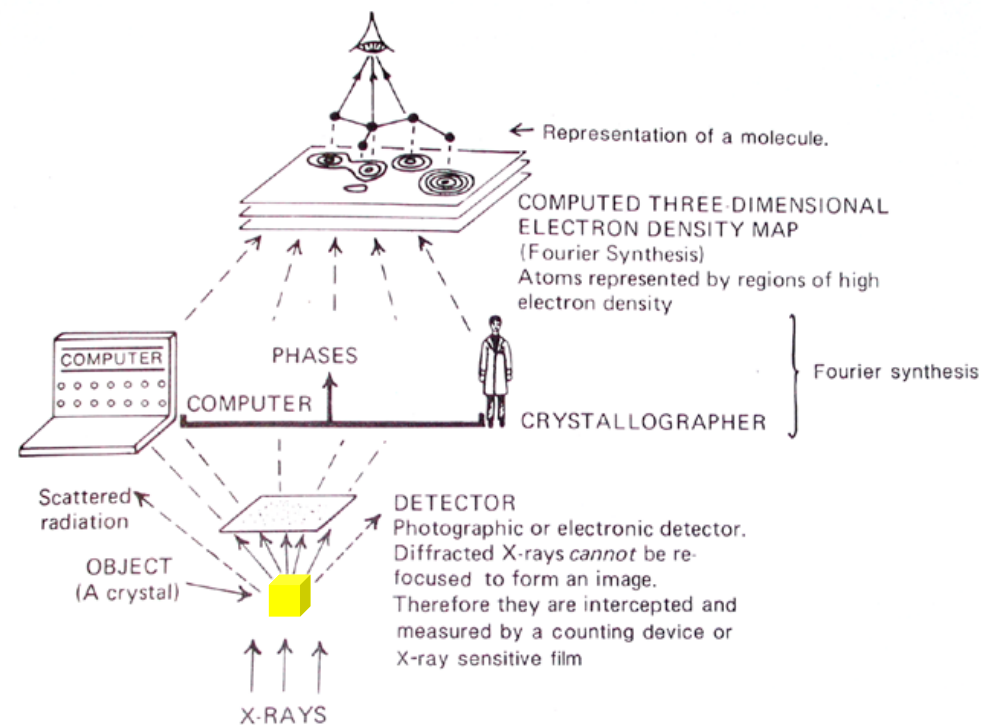 Representation of a molecule.
COMPUTED THREE-DIMENSIONAL
ELECTRON DENSITY MAP
(Fourier Synthesis)
Atoms represented by regions of high
electron density
COMPUTER
PHASES
Fourier synthesis
COMPUTER
CRYSTALLOGRAPHER
Scattered
radiation
DETECTOR
Photographic or electronic detector.
Diffracted X-rays cannot be re-
focused to form an image.
Therefore they are intercepted and
measured by a counting device or
X-ray sensitive film
OBJECT
(A crystal)
X-RAYS